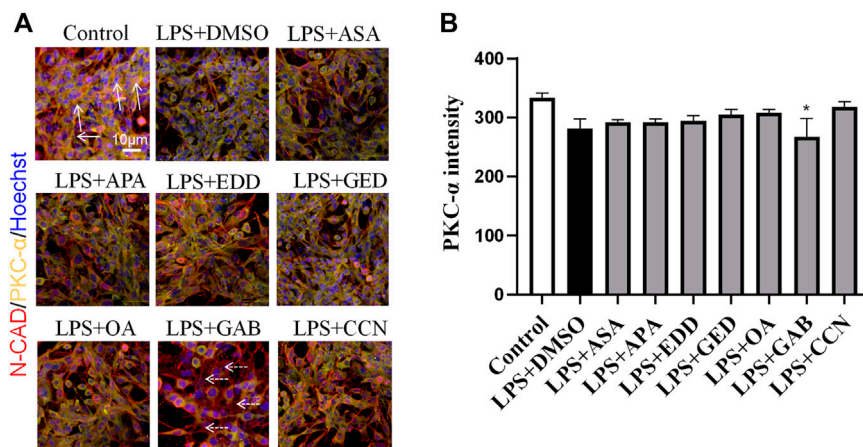 A
Control LPS+DMSO LPS+ASA
10μm
LPS+APA LPS+EDD LPS+GED
LPS+OA LPS+GAB LPS+CCN
N-CAD/PKC-α/Hoechst
B
PKC-α intensity
400
300
200
100
0
*
Control
LPS+DMSO
LPS+ASA
LPS+APA
LPS+EDD
LPS+GED
LPS+OA
LPS+GAB
LPS+CCN